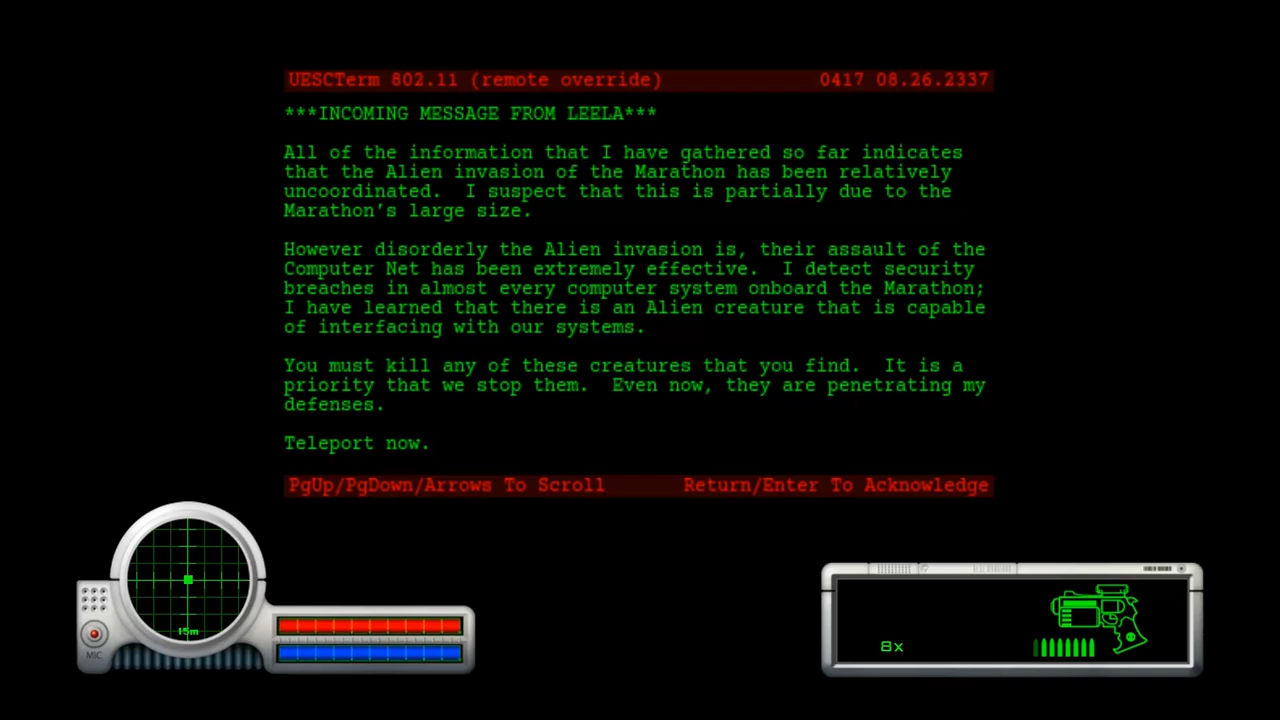 UESCTerm 802.11 (remote override) 0417 08.26.2337
***INCOMING MESSAGE FROM LEELA***
All of the information that I have gathered so far indicates
that the Alien invasion of the Marathon has been relatively
uncoordinated.  I suspect that this is partially due to the
Marathon's large size.
However disorderly the Alien invasion is, their assault of the
Computer Net has been extremely effective.  I detect security
breaches in almost every computer system onboard the Marathon;
I have learned that there is an Alien creature that is capable
of interfacing with our systems.
You must kill any of these creatures that you find.  It is a
priority that we stop them.  Even now, they are penetrating my
defenses.
Teleport now.
PgUp/PgDown/Arrows To Scroll Return/Enter To Acknowledge
15m
MIC
8x